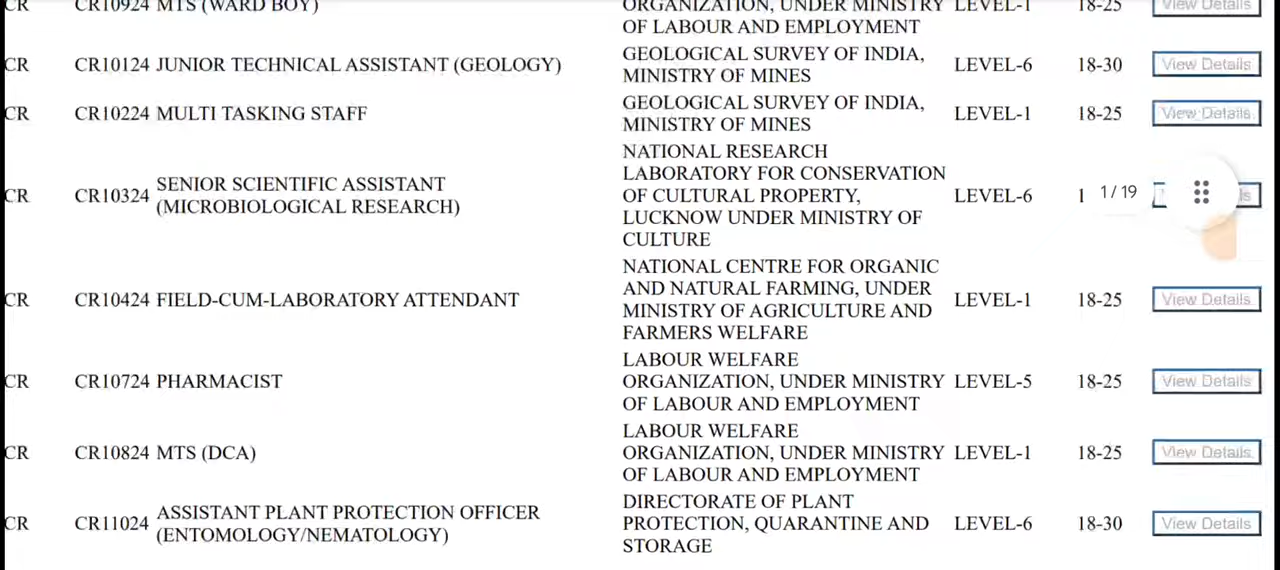 CR CR10924 MTS (WARD BOY) ORGANIZATION, UNDER MINISTRY LEVEL-1 18-25 View Details
OF LABOUR AND EMPLOYMENT
GEOLOGICAL SURVEY OF INDIA,
CR CR10124 JUNIOR TECHNICAL ASSISTANT (GEOLOGY) LEVEL-6 18-30 View Details
MINISTRY OF MINES
GEOLOGICAL SURVEY OF INDIA,
CR CR10224 MULTI TASKING STAFF LEVEL-1 18-25 View Details
MINISTRY OF MINES
NATIONAL RESEARCH
LABORATORY FOR CONSERVATION
SENIOR SCIENTIFIC ASSISTANT
CR CR10324 OF CULTURAL PROPERTY, LEVEL-6 1 1 / 19
(MICROBIOLOGICAL RESEARCH)
LUCKNOW UNDER MINISTRY OF
CULTURE
NATIONAL CENTRE FOR ORGANIC
AND NATURAL FARMING, UNDER
CR CR10424 FIELD-CUM-LABORATORY ATTENDANT LEVEL-1 18-25 View Details
MINISTRY OF AGRICULTURE AND
FARMERS WELFARE
LABOUR WELFARE
CR CR10724 PHARMACIST ORGANIZATION, UNDER MINISTRY LEVEL-5 18-25 View Details
OF LABOUR AND EMPLOYMENT
LABOUR WELFARE
CR CR10824 MTS (DCA) ORGANIZATION, UNDER MINISTRY LEVEL-1 18-25 View Details
OF LABOUR AND EMPLOYMENT
DIRECTORATE OF PLANT
ASSISTANT PLANT PROTECTION OFFICER
CR CR11024 PROTECTION, QUARANTINE AND LEVEL-6 18-30 View Details
(ENTOMOLOGY/NEMATOLOGY)
STORAGE